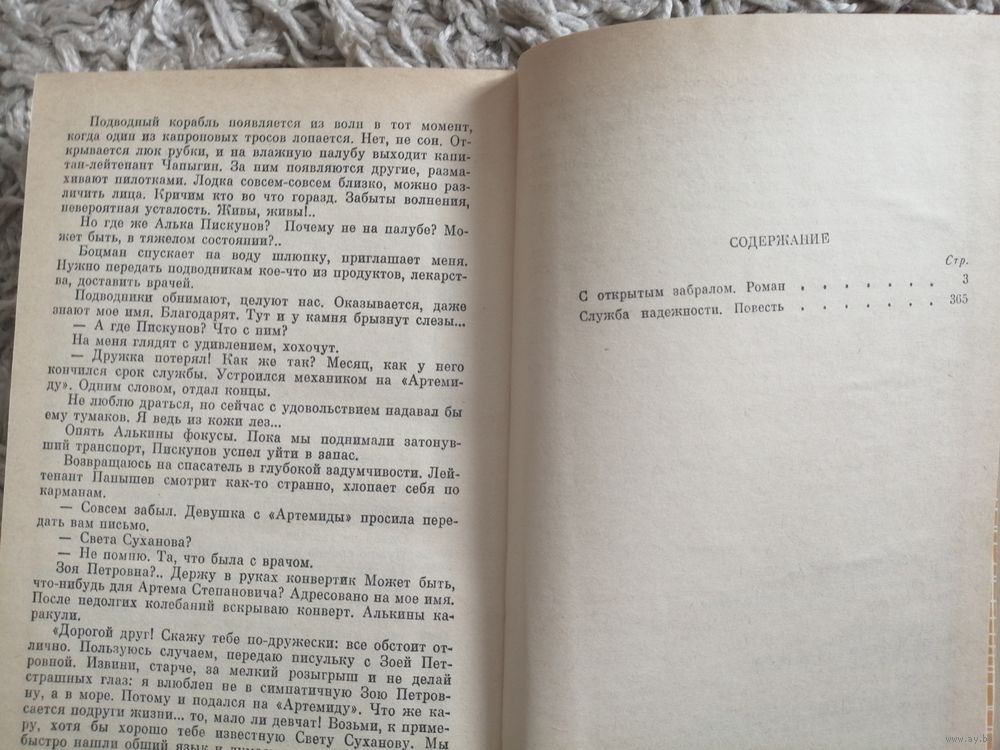 Подводный корабль появляется из волн в тот момент,
когда один из капроновых тросов лопается. Нет, не сон. От-
крывается люк рубки, и на влажную палубу выходит капи-
тан-лейтенант Чапыгин. За ним появляются другие, разма-
хивают пилотками. Лодка совсем-совсем близко, можно раз-
личить лица. Кричим кто во что горазд. Забыты волнения,
невероятная усталость. Живы, живы!..
Но где же Алька Пискунов? Почему не на палубе? Мо-
жет быть, в тяжелом состоянии?..
Боцман спускает на воду шлюпку, приглашает меня.
Нужно передать подводникам кое-что из продуктов, лекарст-
ва, доставить врачей.
Подводники обнимают, целуют нас. Оказывается, даже
знают мое имя. Благодарят. Тут и у камня брызнут слезы...
— А где Пискунов? Что с ним?
На меня глядят с удивлением, хохочут.
— Дружка потерял! Как же так? Месяц, как у него
кончился срок службы. Устроился механиком на «Артеми-
ду». Одним словом, отдал концы.
Не люблю драться, но сейчас с удовольствием надавал бы
ему тумаков. Я ведь из кожи лез...
Опять Алькины фокусы. Пока мы поднимали затонув-
ший транспорт, Пискунов успел уйти в запас.
Возвращаюсь на спасатель в глубокой задумчивости. Лей-
тенант Панышев смотрит как-то странно, хлопает себя по
карманам.
— Совсем забыл. Девушка с «Артемиды» просила пере-
дать вам письмо.
— Света Суханова?
— Не помню. Та, что была с врачом.
Зоя Петровна?.. Держу в руках конвертик Может быть,
что-нибудь для Артема Степановича? Адресовано на мое имя.
После недолгих колебаний вскрываю конверт. Алькины ка-
ракули.
«Дорогой друг! Скажу тебе по-дружески: все обстоит от-
лично. Пользуюсь случаем, передаю писульку с Зоей Пет-
ровной. Извини, старче, за мелкий розыгрыш и не делай
страшных глаз: я влюблен не в симпатичную Зою Петров-
ну, а в море. Потому и подался на «Артемиду». Что же ка-
сается подруги жизни... то, мало ли девчат! Возьми, к приме-
ру, хотя бы хорошо тебе известную Свету Суханову. Мы
быстро нашли общий язык и
СОДЕРЖАНИЕ
Стр.
С открытым забралом. Роман . . . . . . . 3
Служба надежности. Повесть . . . . . . . 365
www.ay.by